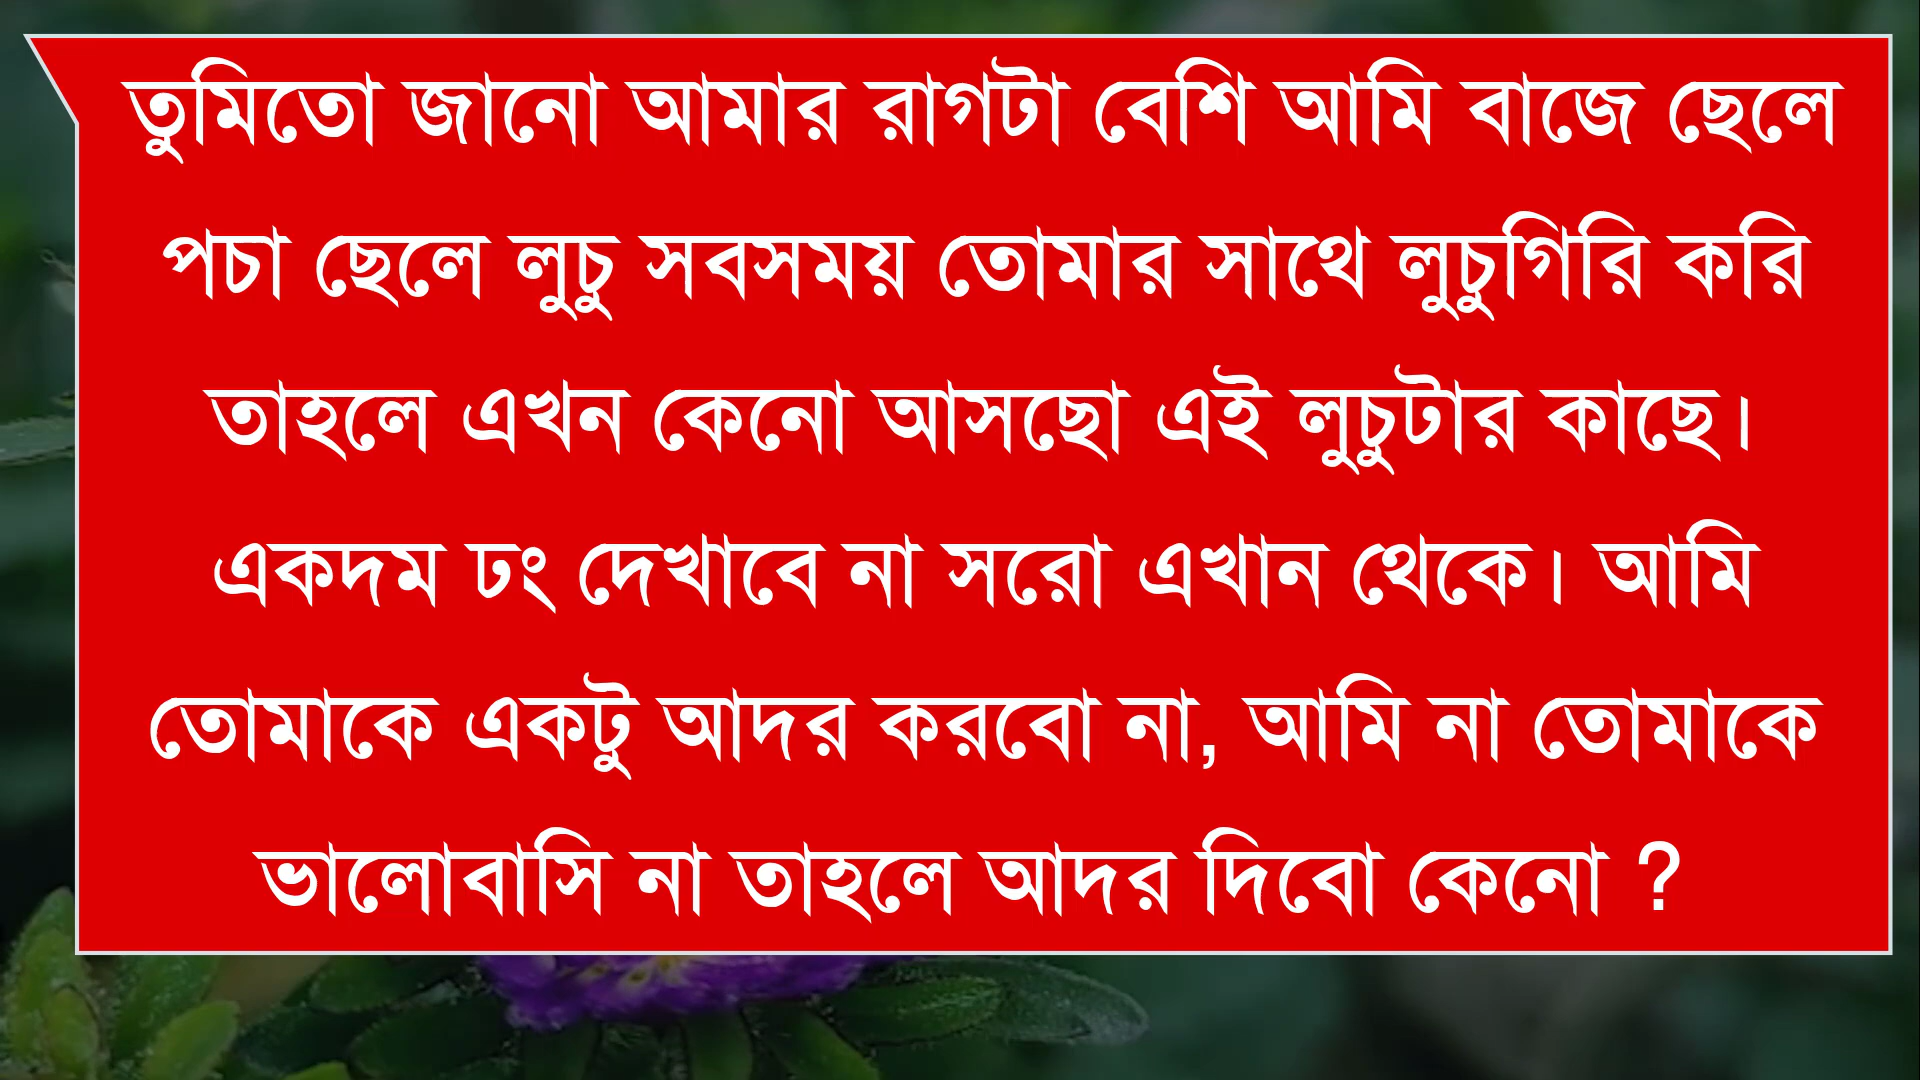 তুমিতো জানো আমার রাগটা বেশি আমি বাজে ছেলে
পচা ছেলে লুচু সবসময় তোমার সাথে লুচুগিরি করি
তাহলে এখন কেনো আসছো এই লুচুটার কাছে।
একদম ঢং দেখাবে না সরো এখান থেকে। আমি
তোমাকে একটু আদর করবো না, আমি না তোমাকে
ভালোবাসি না তাহলে আদর দিবো কেনো ?